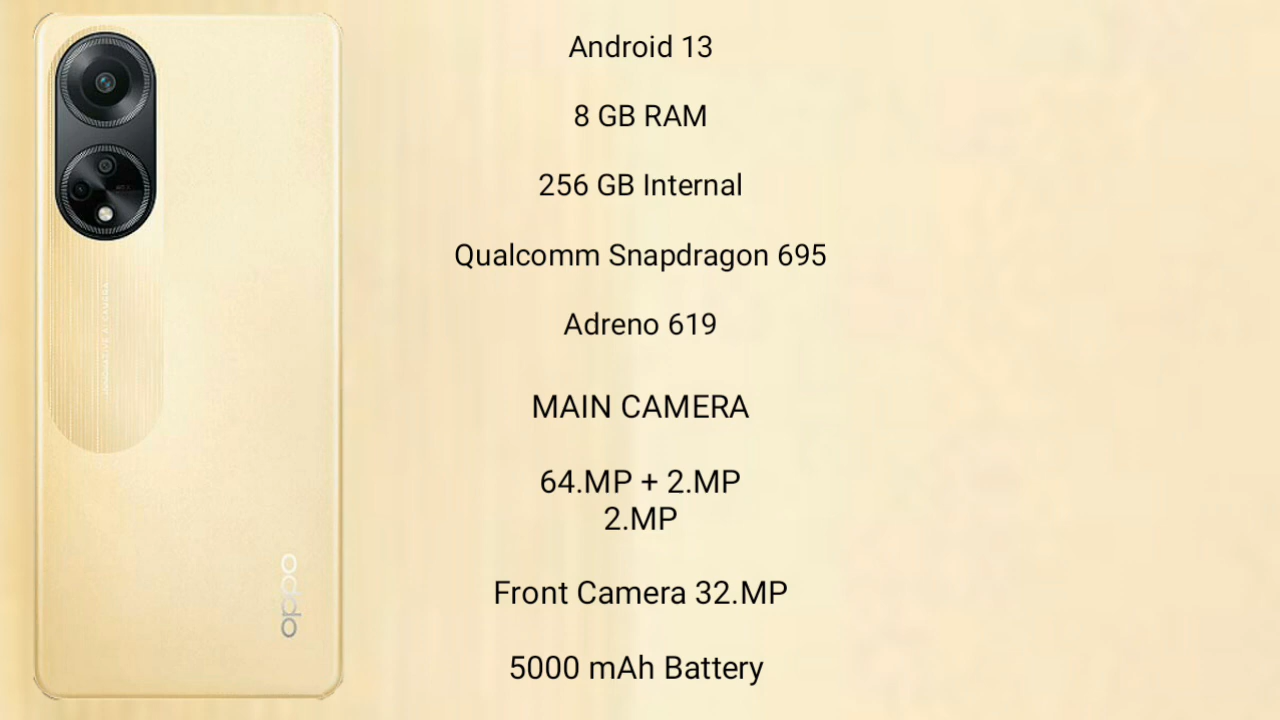 Android 13
8 GB RAM
256 GB Internal
Qualcomm Snapdragon 695
Adreno 619
MAIN CAMERA
64.MP + 2.MP
2.MP
Front Camera 32.MP
5000 mAh Battery
oppo